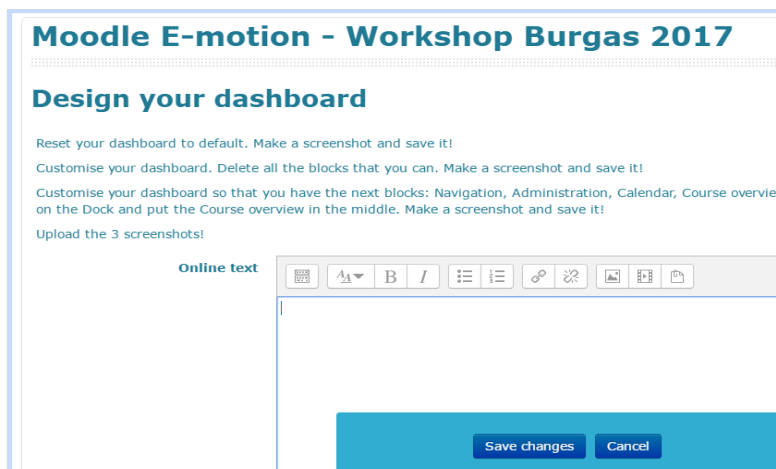 Moodle E-motion - Workshop Burgas 2017
Design your dashboard
Reset your dashboard to default. Make a screenshot and save it!
Customise your dashboard. Delete all the blocks that you can. Make a screenshot and save it!
Customise your dashboard so that you have the next blocks: Navigation, Administration, Calendar, Course
on the Dock and put the Course overview in the middle. Make a screenshot and save it!
Upload the 3 screenshots!
Online text
B I
Save changes Cancel